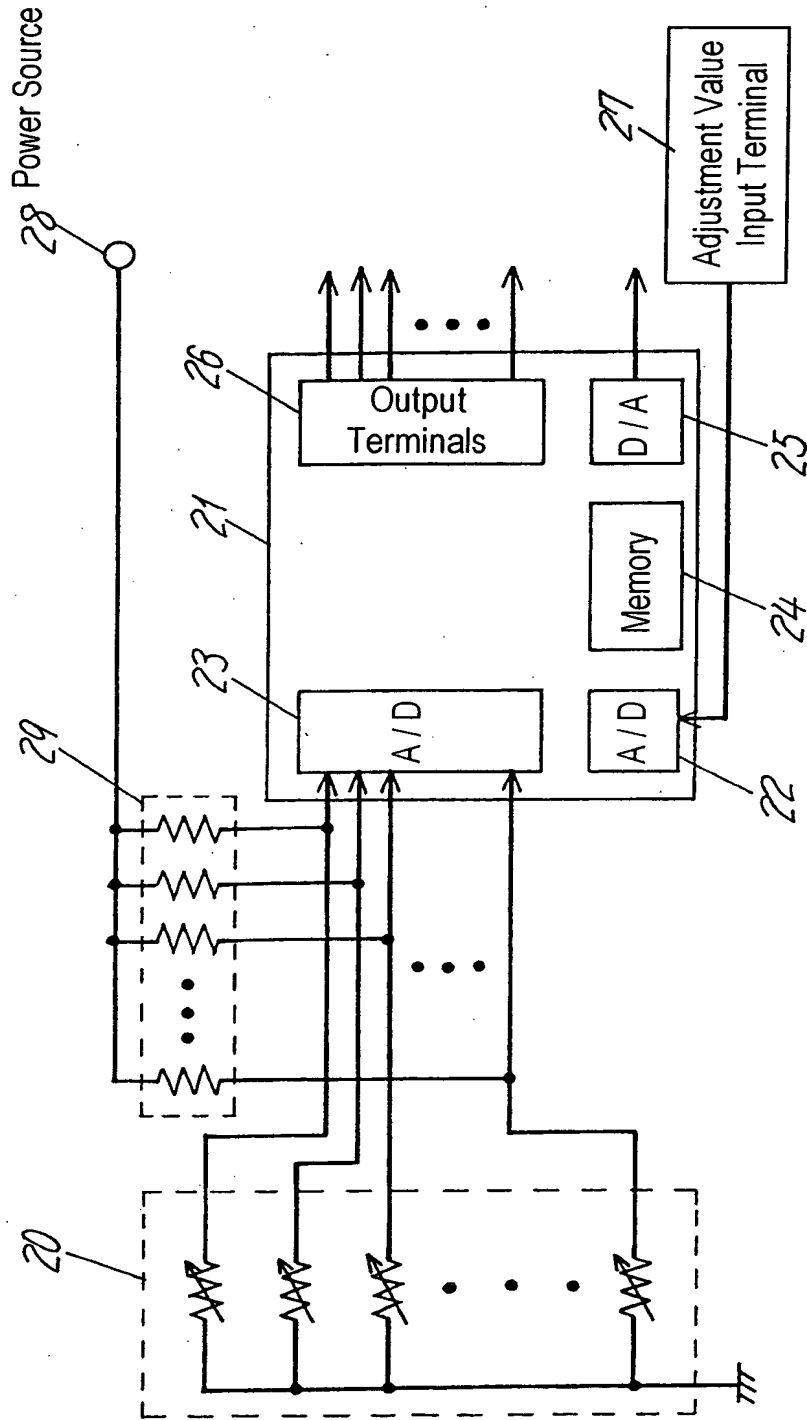 28 Power Source
29
26
21
23
20
27
Output
Terminals
A / D
Adjustment Value
Input Terminal
A / D
Memory
D / A
22
24
25